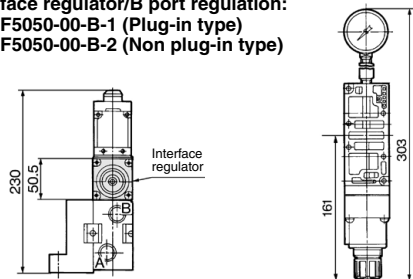 face regulator/B port regulation:
F5050-00-B-1 (Plug-in type)
F5050-00-B-2 (Non plug-in type)
Interface
regulator
230
50.5
B
A
161
303